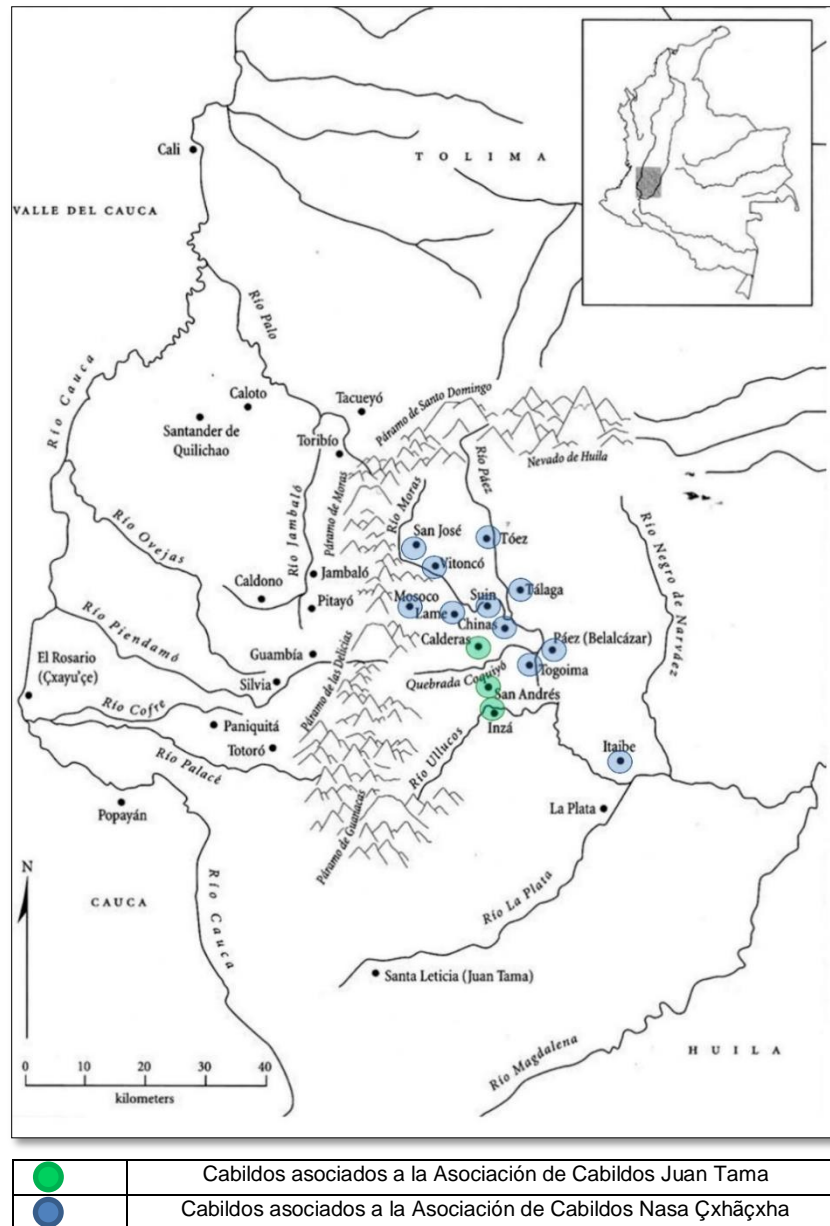 Cali
TOLIMA
VALLE DEL CAUCA
Río Palo
Río Cauca
Caloto
Tacueyó
Santander de
Quilichao
Toribío
Páramo de Santo Domingo
Nevado de Huila
Río Páez
Río Moras
Páramo de Moras
Río Jambaló
Río Ovejas
San José
Tóez
Vitoncó
Río Negro de Narváez
Jambaló
Caldono
Pitayó
Mosoco
Lame
Suin
Tálaga
Chinas
Calderas
Páez (Belalcázar)
Río Piendamó
Guambía
El Rosario
(Çxayu'çe)
Silvia
Páramo de las Delicias
Quebrada Coquiyó
Togoima
San Andrés
Inzá
Río Cofre
Paniquitá
Totoró
Río Palacé
Río Ullucos
Itaibe
Popayán
La Plata
Páramo de Guanacas
N
CAUCA
Río Cauca
Río La Plata
Santa Leticia (Juan Tama)
Río Magdalena
HUILA
0 10 20 30 40
kilometers
Cabildos asociados a la Asociación de Cabildos Juan Tama
Cabildos asociados a la Asociación de Cabildos Nasa Çxhãçxha